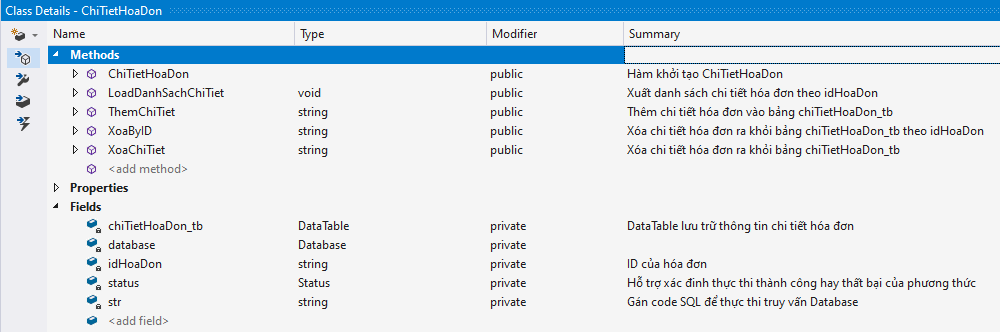 Class Details - ChiTietHoaDon
Name Type Modifier Summary
Methods
ChiTietHoaDon public Hàm khởi tạo ChiTietHoaDon
LoadDanhSachChiTiet void public Xuất danh sách chi tiết hóa đơn theo idHoaDon
ThemChiTiet string public Thêm chi tiết hóa đơn vào bảng chiTietHoaDon_tb
XoaByID string public Xóa chi tiết hóa đơn ra khỏi bảng chiTietHoaDon_tb theo idHoaDon
XoaChiTiet string public Xóa chi tiết hóa đơn ra khỏi bảng chiTietHoaDon_tb
<add method>
Properties
Fields
chiTietHoaDon_tb DataTable private DataTable lưu trữ thông tin chi tiết hóa đơn
database Database private
idHoaDon string private ID của hóa đơn
status Status private Hỗ trợ xác đinh thực thi thành công hay thất bại của phương thức
str string private Gán code SQL để thực thi truy vấn Database
<add field>